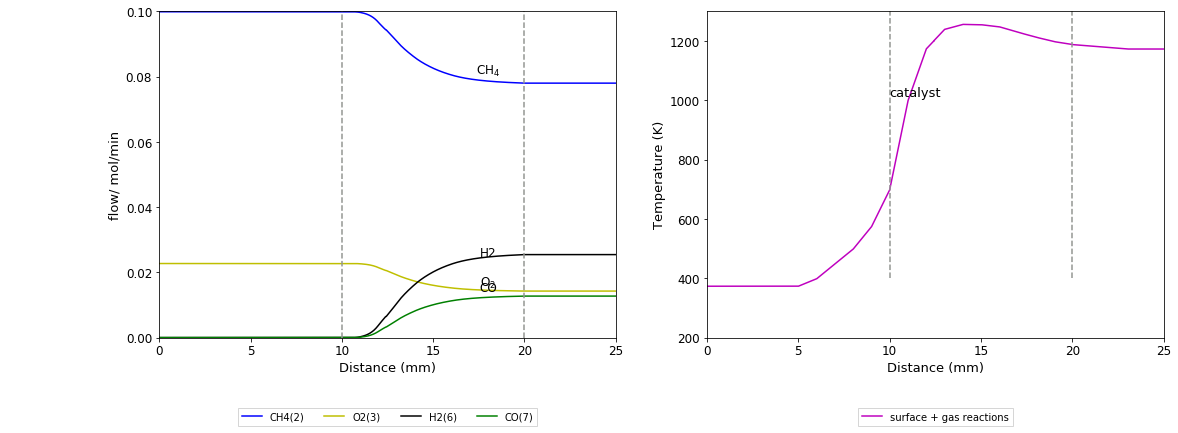 0.10
0.08
0.06
0.04
0.02
0.00
flow/ mol/min
CH₄
H2
O₂
CO
0 5 10 15 20 25
Distance (mm)
CH4(2) O2(3) H2(6) CO(7)
1200
1000
800
600
400
200
Temperature (K)
catalyst
0 5 10 15 20 25
Distance (mm)
surface + gas reactions